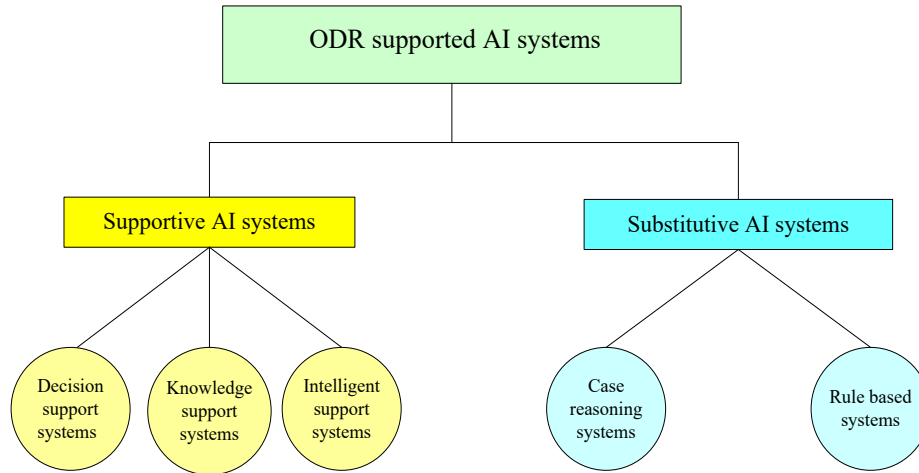 ODR supported AI systems
Supportive AI systems
Substitutive AI systems
Decision
support
systems
Knowledge
support
systems
Intelligent
support
systems
Case
reasoning
systems
Rule based
systems